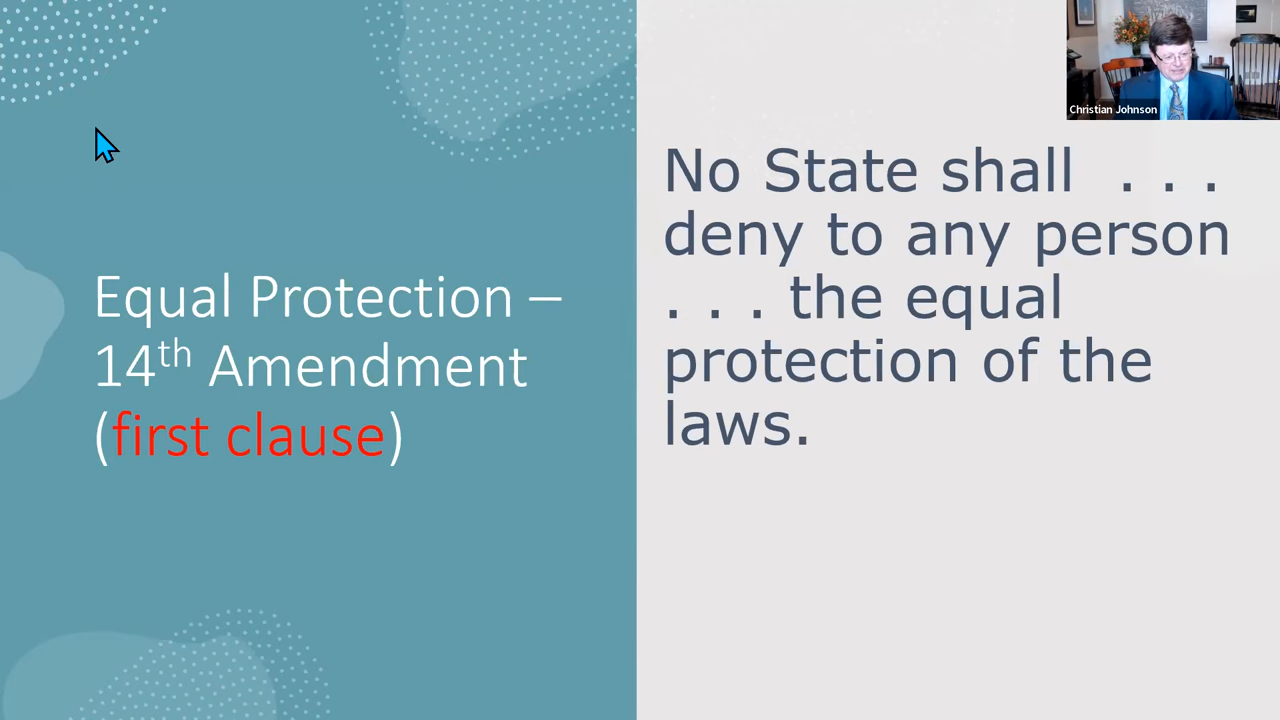 Equal Protection –
14th Amendment
(first clause)
No State shall . . .
deny to any person
. . . the equal
protection of the
laws.
Christian Johnson